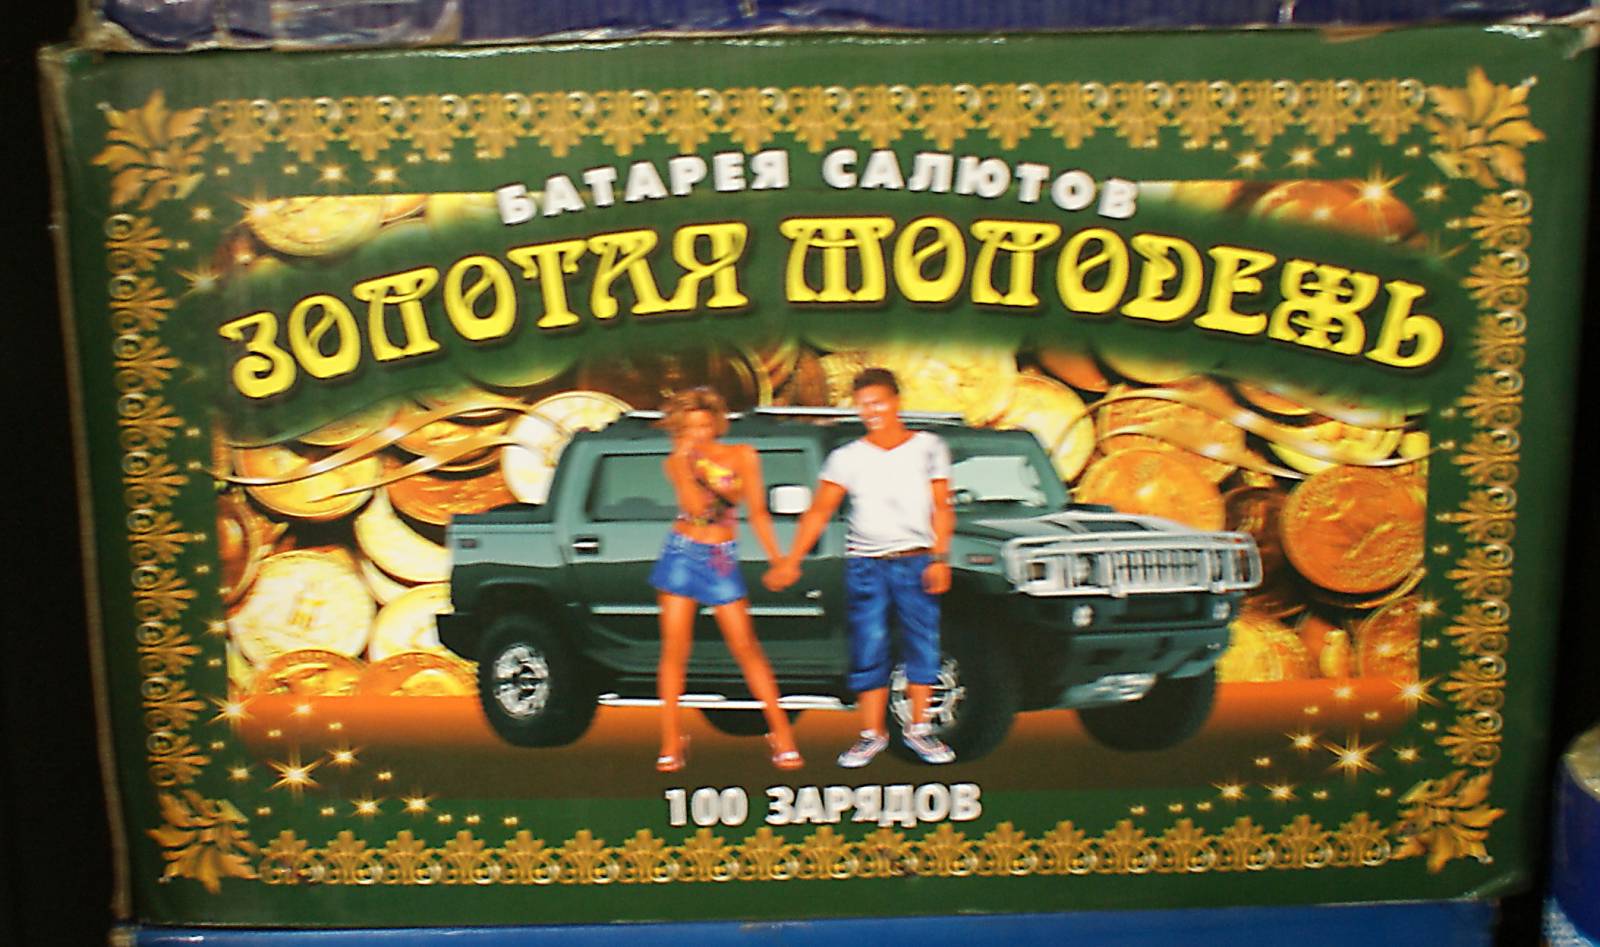 БАТАРЕЯ САЛЮТОВ
ЗОЛОТАЯ МОЛОДЕЖЬ
100 ЗАРЯДОВ